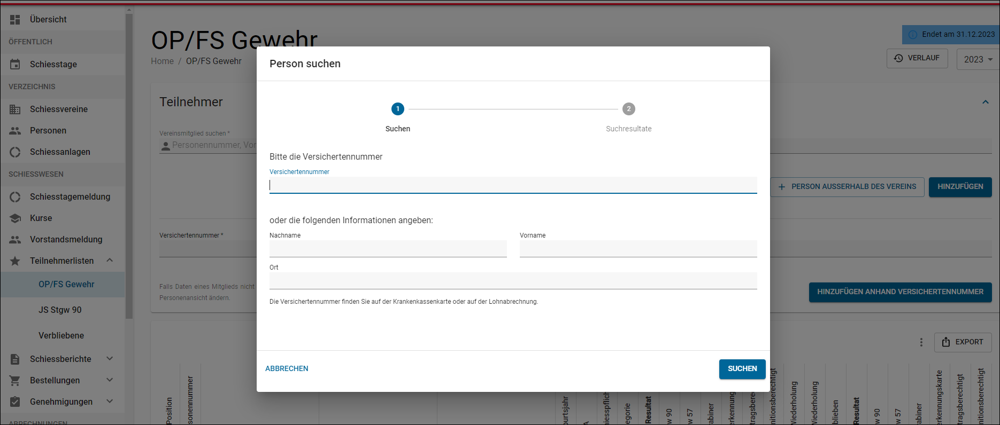 Übersicht
ÖFFENTLICH
Schiesstage
VERZEICHNIS
Schiessvereine
Personen
Schiessanlagen
SCHIESSWESEN
Schiesstagemeldung
Kurse
Vorstandsmeldung
Teilnehmerlisten
OP/FS Gewehr
JS Stgw 90
Verbliebene
Schiessberichte
Bestellungen
Genehmigungen
ABRECHNUNGEN
OP/FS Gewehr
Home / OP/FS Gewehr
Endet am 31.12.2023
VERLAUF
2023
Teilnehmer
Vereinsmitglied suchen *
Personennummer, Vor
+ PERSON AUSSERHALB DES VEREINS
HINZUFÜGEN
Versichertennummer *
Falls Daten eines Mitglieds nicht
Personenansicht ändern.
HINZUFÜGEN ANHAND VERSICHERTENNUMMER
EXPORT
Person suchen
1
2
Suchen
Suchresultate
Bitte die Versichertennummer
Versichertennummer
oder die folgenden Informationen angeben:
Nachname
Vorname
Ort
Die Versichertennummer finden Sie auf der Krankenkassenkarte oder auf der Lohnabrechnung.
ABBRECHEN
SUCHEN
Position
sonennummer
burtsjahr
A
iesspflich
egorie
Resultat
w 90
w 57
rabiner
erkennung
tragsbere
nitionsberechtigt
Wiederholung
Wiederholung
blieben
Resultat
w 90
w 57
rabiner
erkennungskarte
tragsberechtigt
nitionsberechtigt